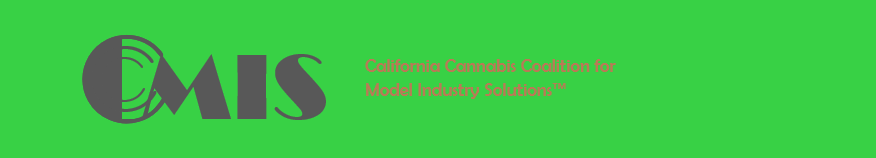 CMIS
California Cannabis Coalition for
Model Industry Solutions™